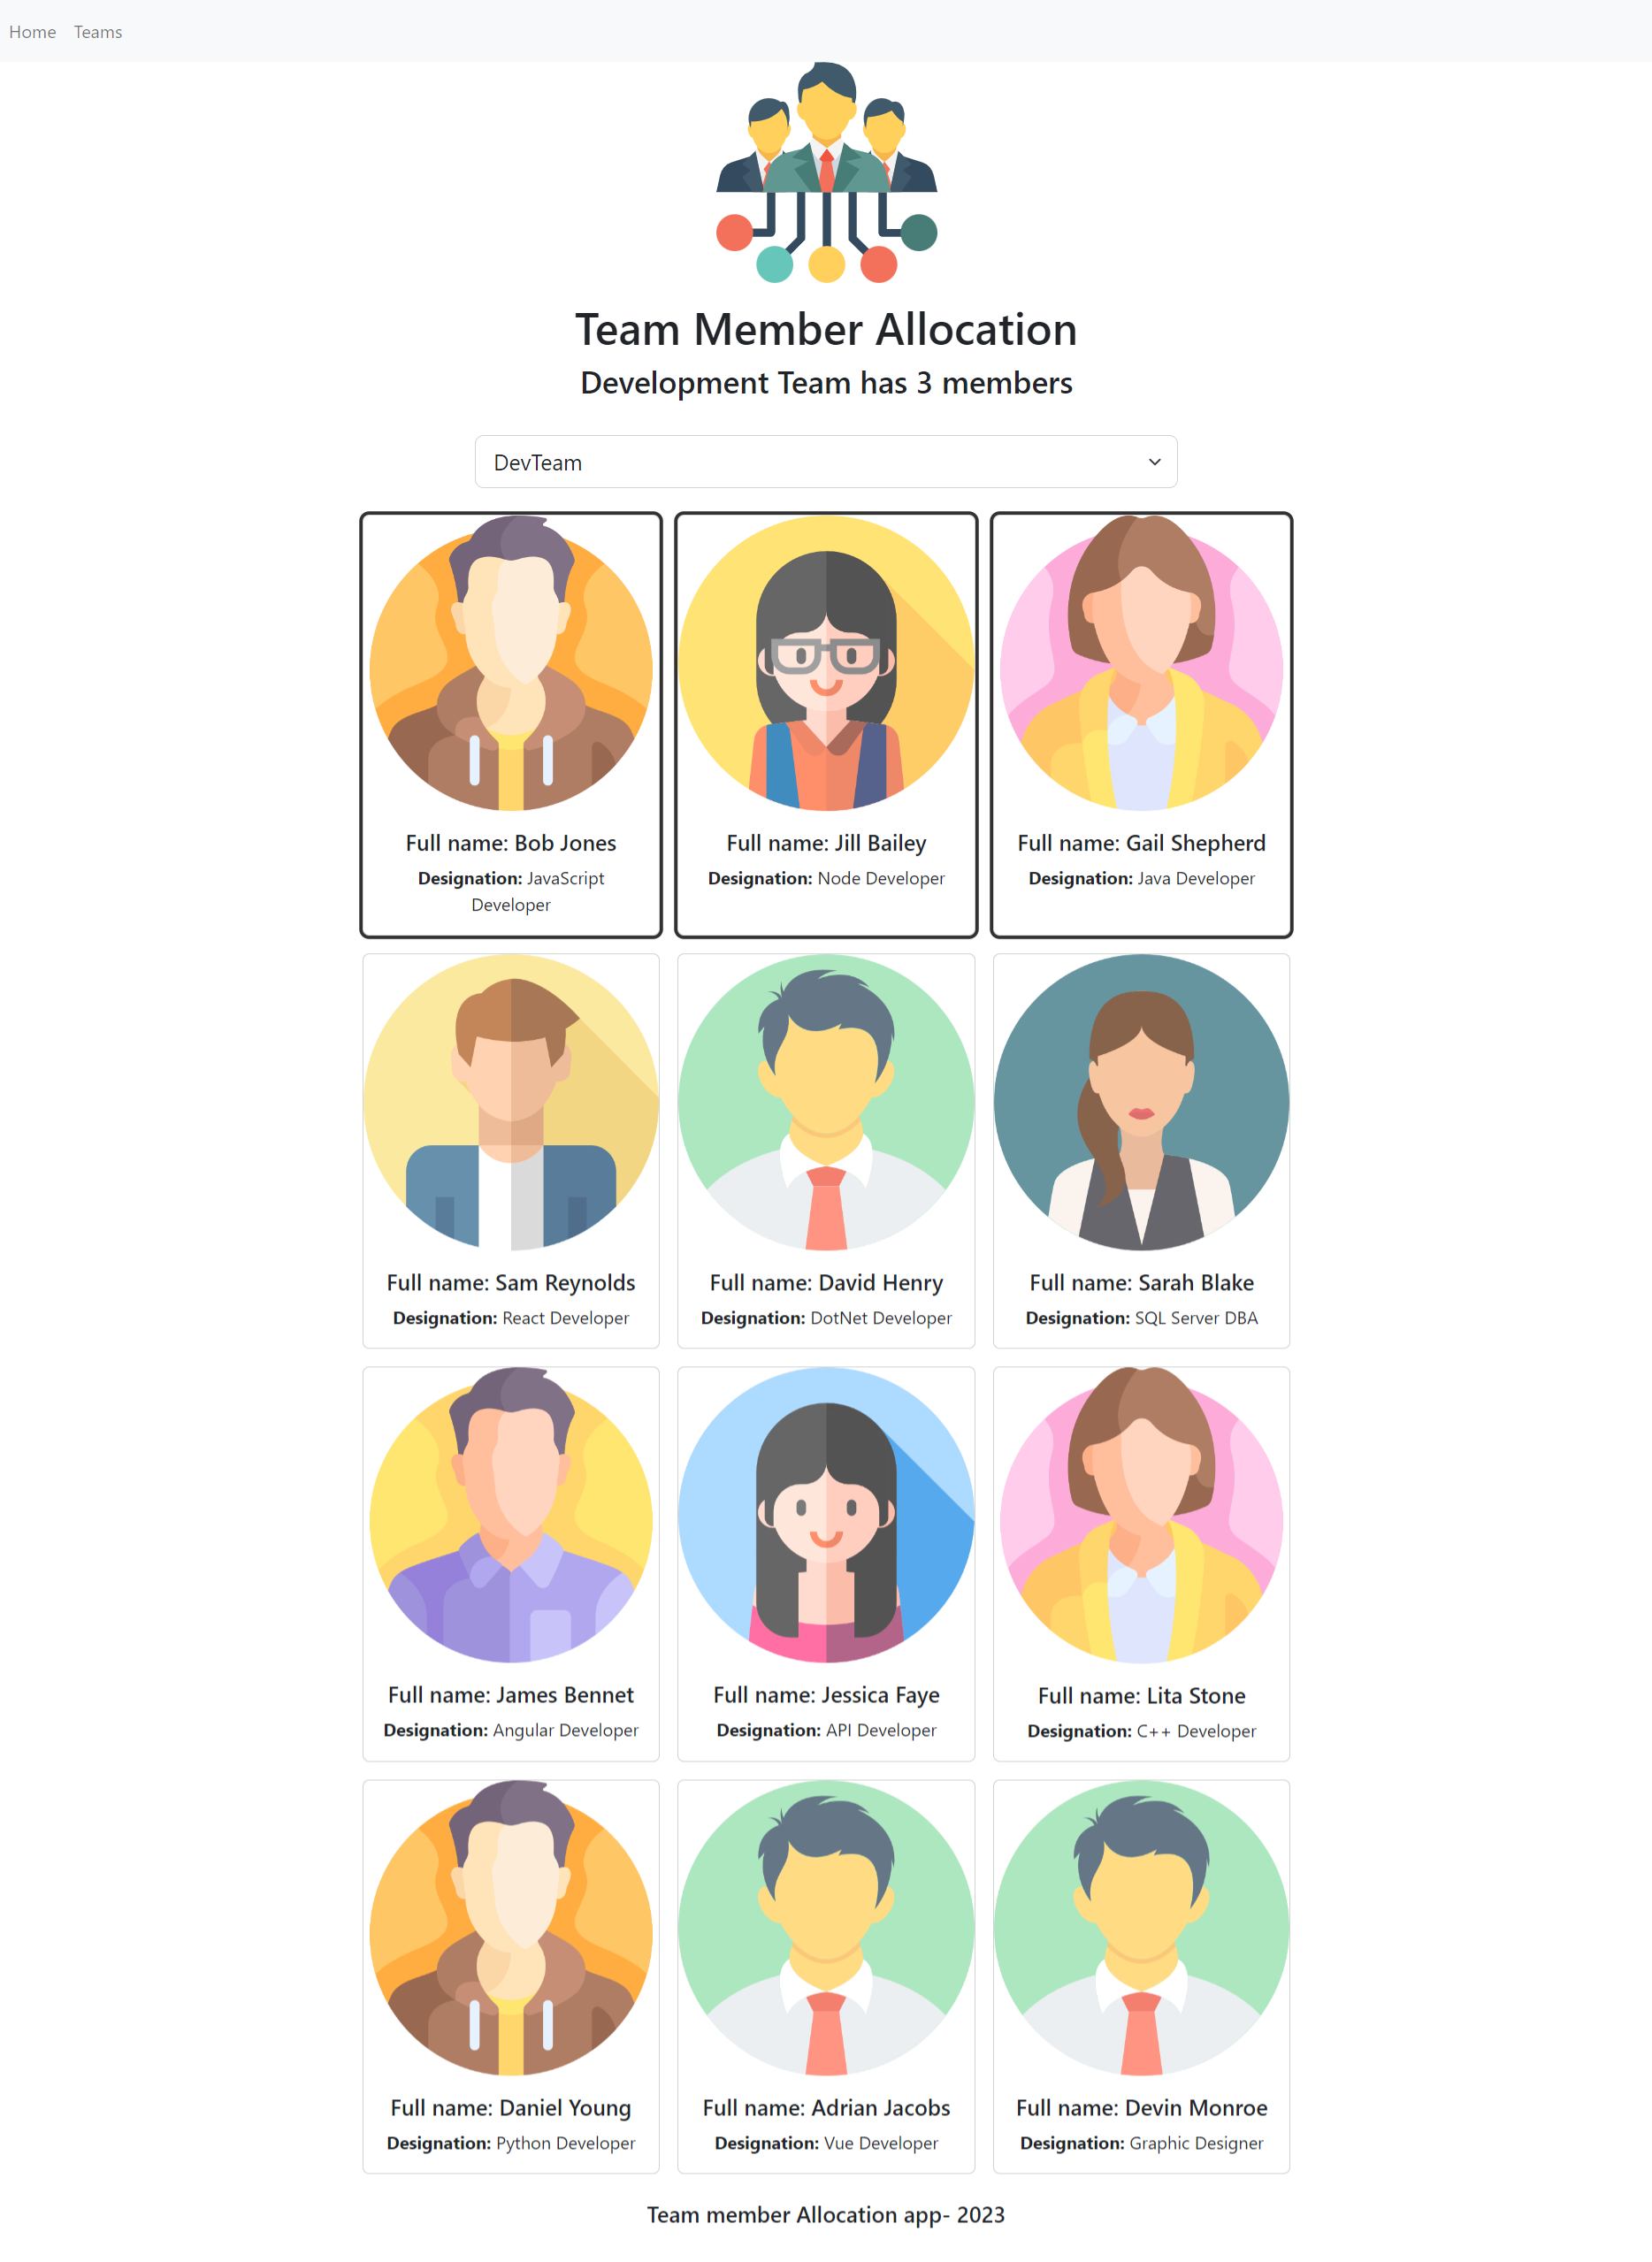 Home Teams
Team Member Allocation
Development Team has 3 members
DevTeam
Full name: Bob Jones
Designation: JavaScript
Developer
Full name: Jill Bailey
Designation: Node Developer
Full name: Gail Shepherd
Designation: Java Developer
Full name: Sam Reynolds
Designation: React Developer
Full name: David Henry
Designation: DotNet Developer
Full name: Sarah Blake
Designation: SQL Server DBA
Full name: James Bennet
Designation: Angular Developer
Full name: Jessica Faye
Designation: API Developer
Full name: Lita Stone
Designation: C++ Developer
Full name: Daniel Young
Designation: Python Developer
Full name: Adrian Jacobs
Designation: Vue Developer
Full name: Devin Monroe
Designation: Graphic Designer
Team member Allocation app- 2023